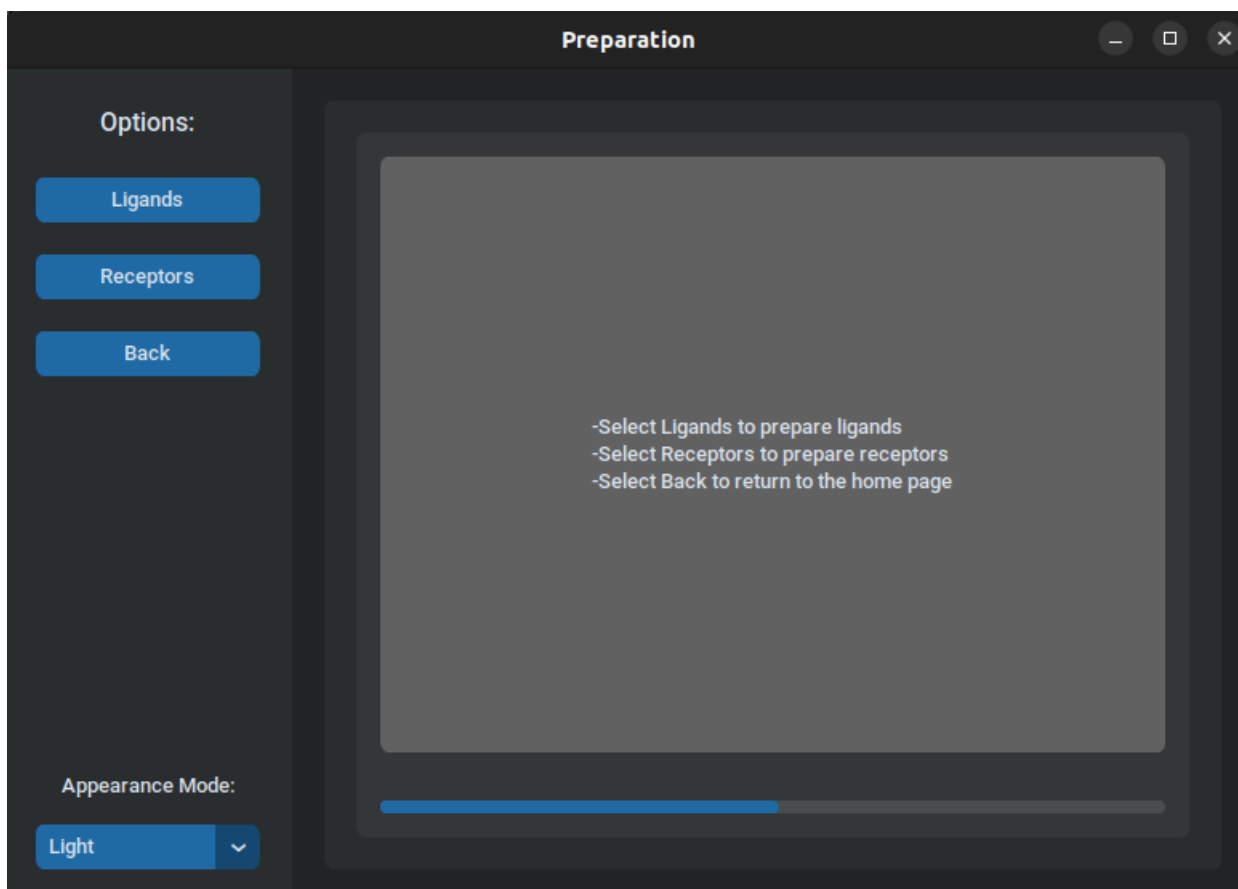 Preparation
Options:
Ligands
Receptors
Back
-Select Ligands to prepare ligands
-Select Receptors to prepare receptors
-Select Back to return to the home page
Appearance Mode:
Light